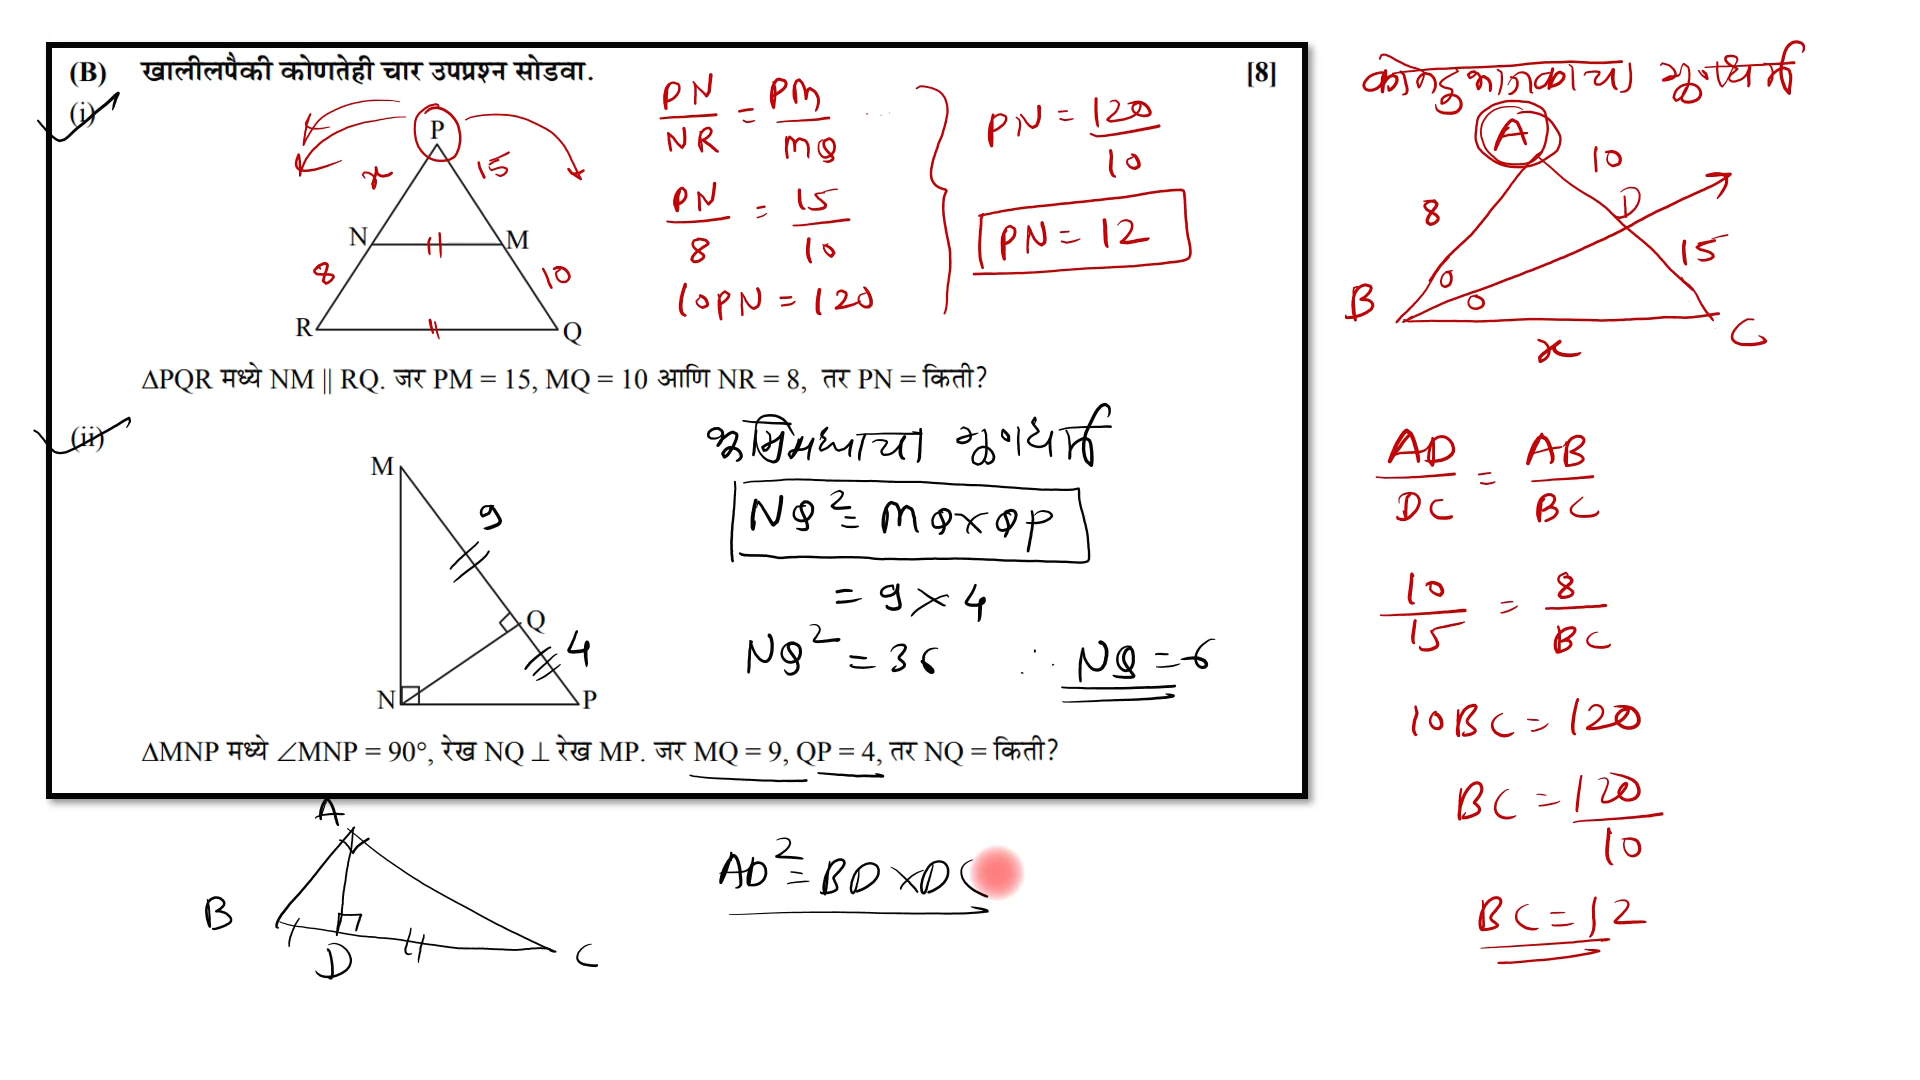 (B) खालीलपैकी कोणतेही चार उपप्रश्न सोडवा. [8]
(i)
P
x 15
N M
8 10
R Q
PN/NR = PM/MQ
PN/8 = 15/10
10PN = 120
PN = 120/10
PN = 12
ΔPQR मध्ये NM || RQ. जर PM = 15, MQ = 10 आणि NR = 8, तर PN = किती?
(ii)
M
9
Q
4
N P
भूमितीमध्याचा गुणधर्म
NQ² = MQ × QP
= 9 × 4
NQ² = 36 ∴ NQ = 6
ΔMNP मध्ये ∠MNP = 90°, रेख NQ ⊥ रेख MP. जर MQ = 9, QP = 4, तर NQ = किती?
A
B
D
C
AD² = BD × DC
कोनदुभाजकाचा गुणधर्म
A
10
8 D
15
B O O
C
x
AD/DC = AB/BC
10/15 = 8/BC
10BC = 120
BC = 120/10
BC = 12